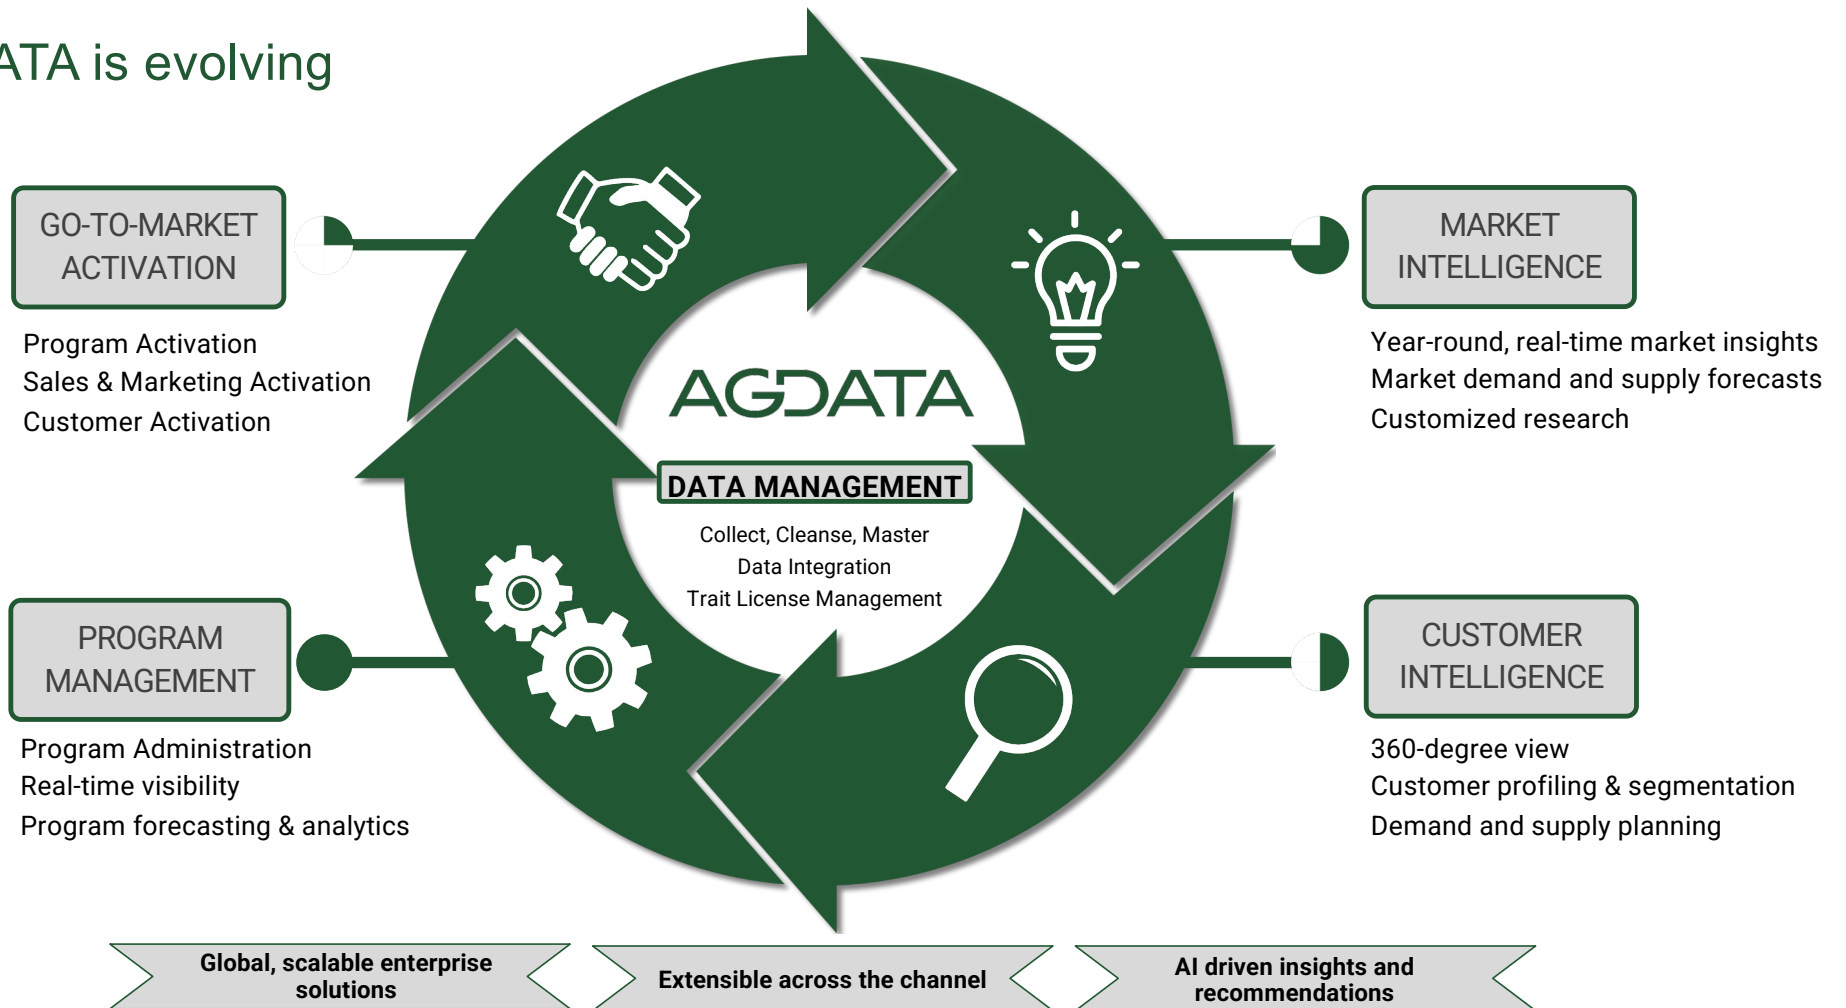 ATA is evolving
GO-TO-MARKET
ACTIVATION
Program Activation
Sales & Marketing Activation
Customer Activation
MARKET
INTELLIGENCE
Year-round, real-time market insights
Market demand and supply forecasts
Customized research
AGDATA
DATA MANAGEMENT
Collect, Cleanse, Master
Data Integration
Trait License Management
PROGRAM
MANAGEMENT
Program Administration
Real-time visibility
Program forecasting & analytics
CUSTOMER
INTELLIGENCE
360-degree view
Customer profiling & segmentation
Demand and supply planning
Global, scalable enterprise
solutions
Extensible across the channel
AI driven insights and
recommendations